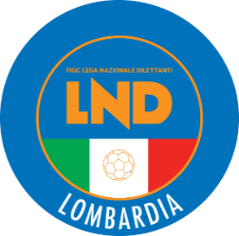 FIGC LEGA NAZIONALE DILETTANTI
LND
LOMBARDIA